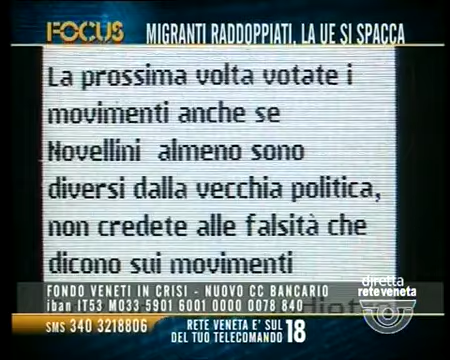 FOCUS MIGRANTI RADDOPPIATI, LA UE SI SPACCA
La prossima volta votate i
movimenti anche se
Novellini almeno sono
diversi dalla vecchia politica,
non credete alle falsità che
dicono sui movimenti
FONDO VENETI IN CRISI - NUOVO CC BANCARIO
iban IT53 M033 5901 6001 0000 0078 840
diretta
reteveneta
SMS 340 3218806
RETE VENETA E' SUL
DEL TUO TELECOMANDO 18